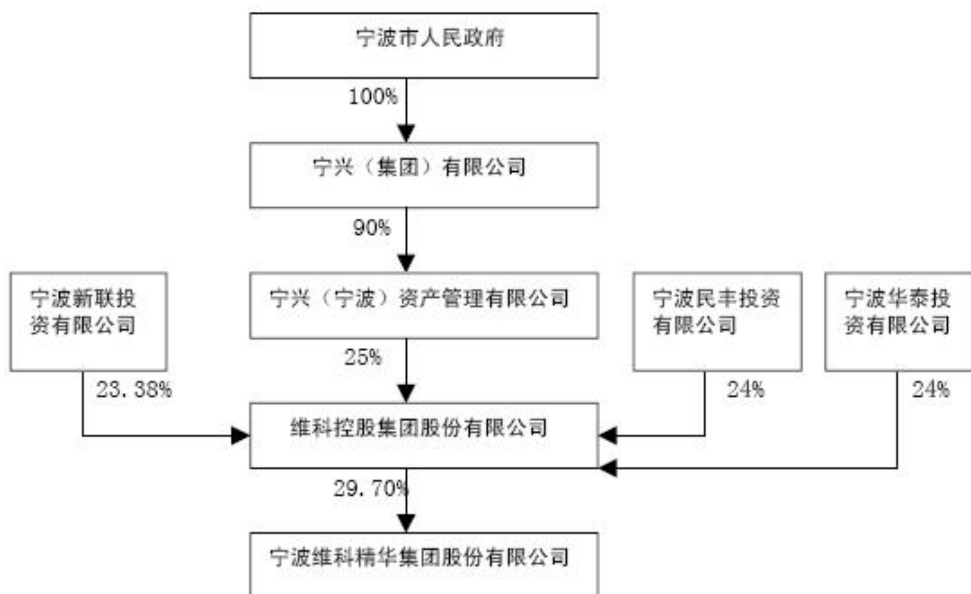 宁波市人民政府
100%
宁兴（集团）有限公司
90%
宁波新联投
资有限公司
宁兴（宁波）资产管理有限公司
宁波民丰投资
有限公司
宁波华泰投
资有限公司
23.38%
25%
24%
24%
维科控股集团股份有限公司
29.70%
宁波维科精华集团股份有限公司